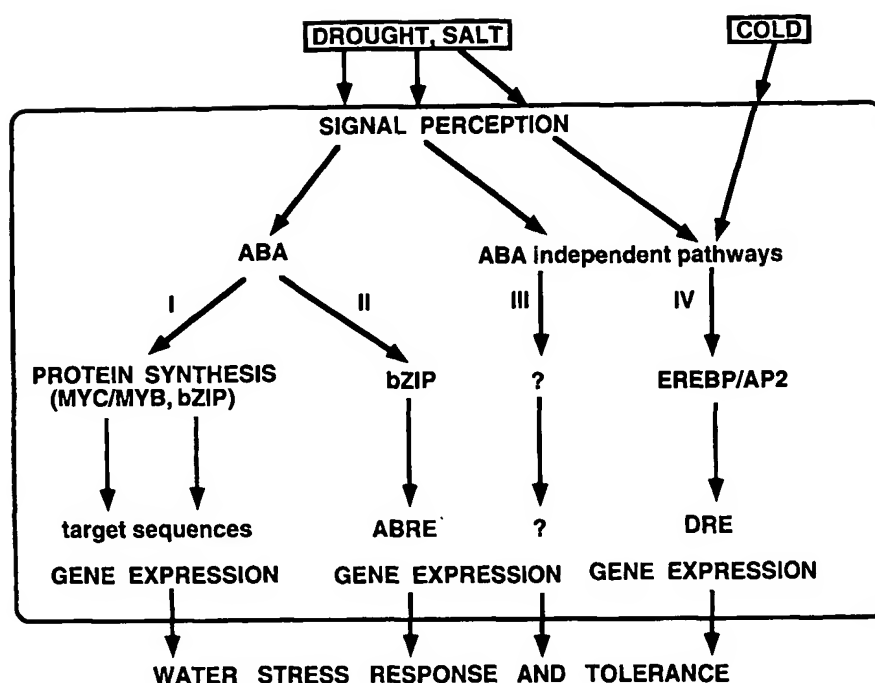 DROUGHT, SALT
COLD
SIGNAL PERCEPTION
ABA
ABA independent pathways
I
II
III
IV
PROTEIN SYNTHESIS
(MYC/MYB, bZIP)
bZIP
?
EREBP/AP2
target sequences
ABRE
?
DRE
GENE EXPRESSION
GENE EXPRESSION
GENE EXPRESSION
WATER STRESS RESPONSE AND TOLERANCE